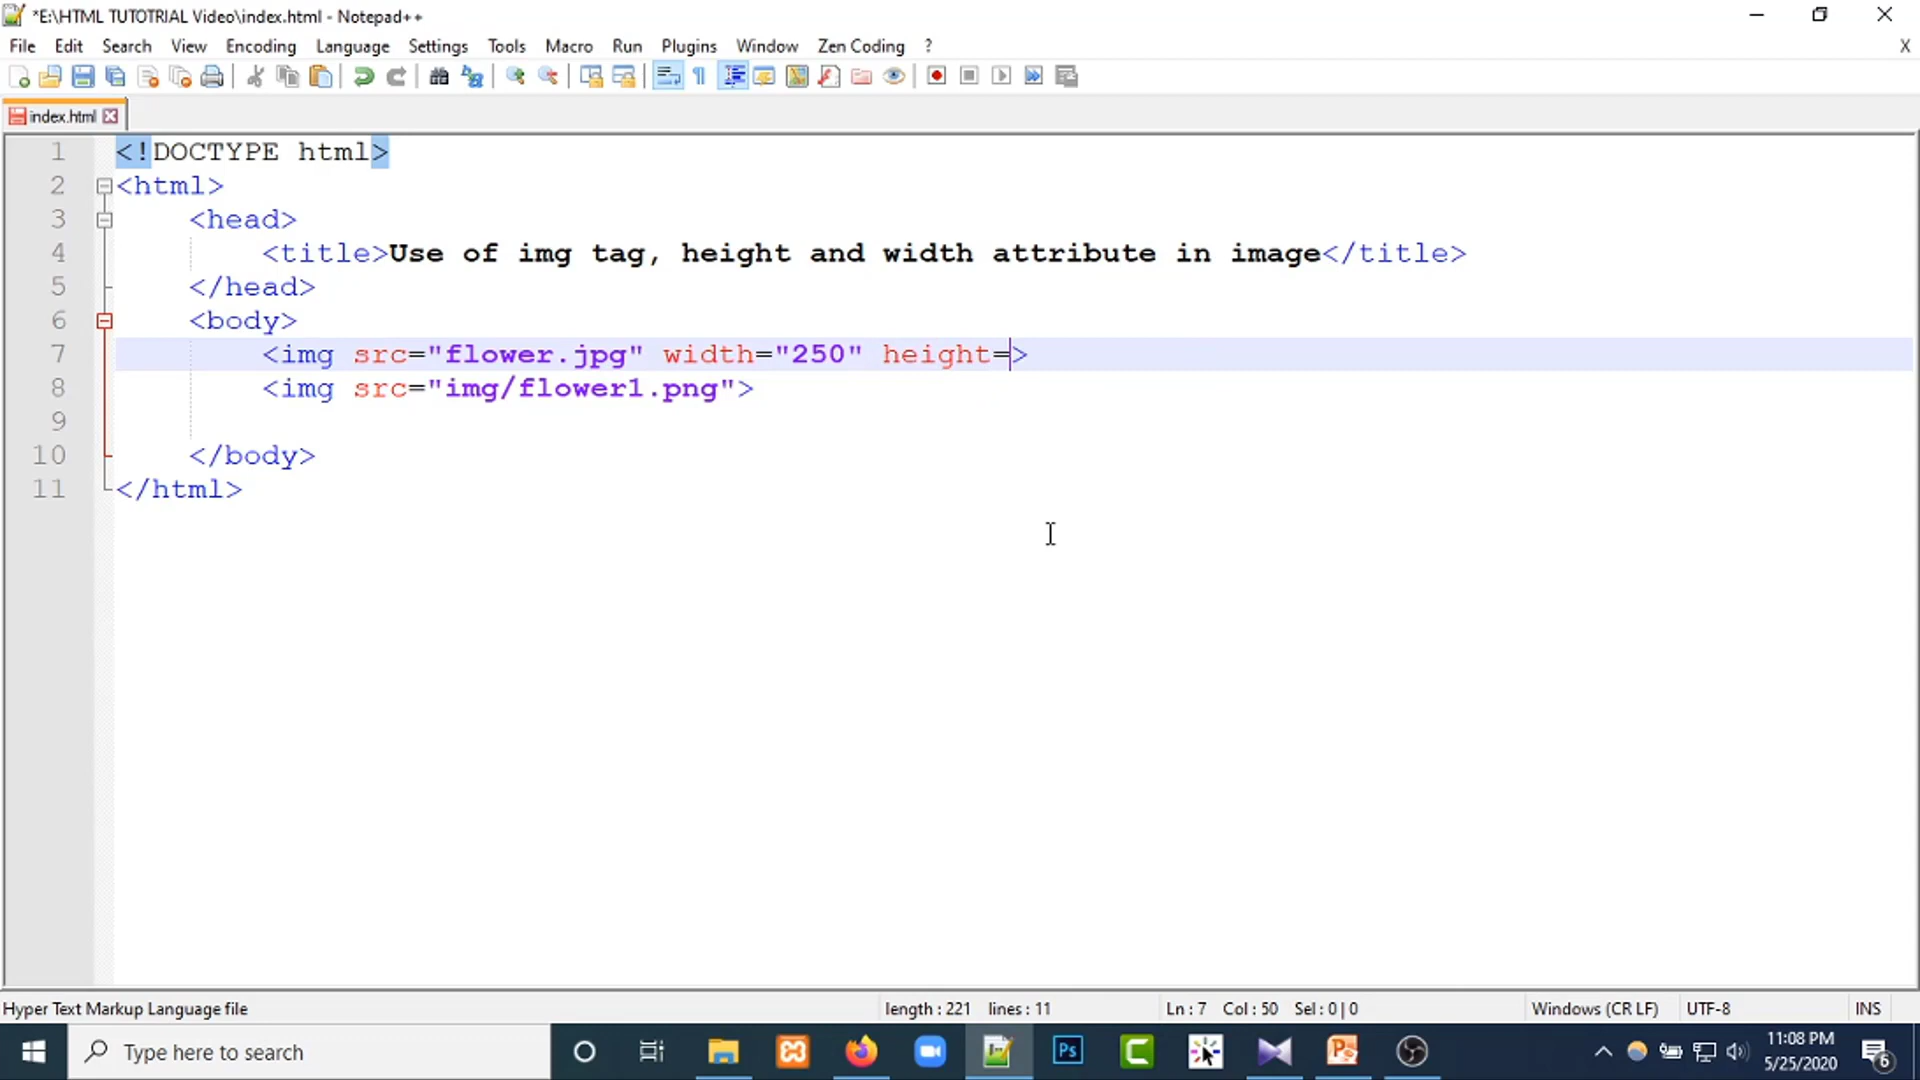 *E:\HTML TUTOTRIAL Video\index.html - Notepad++
File Edit Search View Encoding Language Settings Tools Macro Run Plugins Window Zen Coding ? X
index.html
1 <!DOCTYPE html>
2 <html>
3 <head>
4 <title>Use of img tag, height and width attribute in image</title>
5 </head>
6 <body>
7 <img src="flower.jpg" width="250" height=>
8 <img src="img/flower1.png">
9
10 </body>
11 </html>
Hyper Text Markup Language file length : 221 lines : 11 Ln : 7 Col : 50 Sel : 0 | 0 Windows (CR LF) UTF-8 INS
Type here to search Ps 11:08 PM
5/25/2020 6